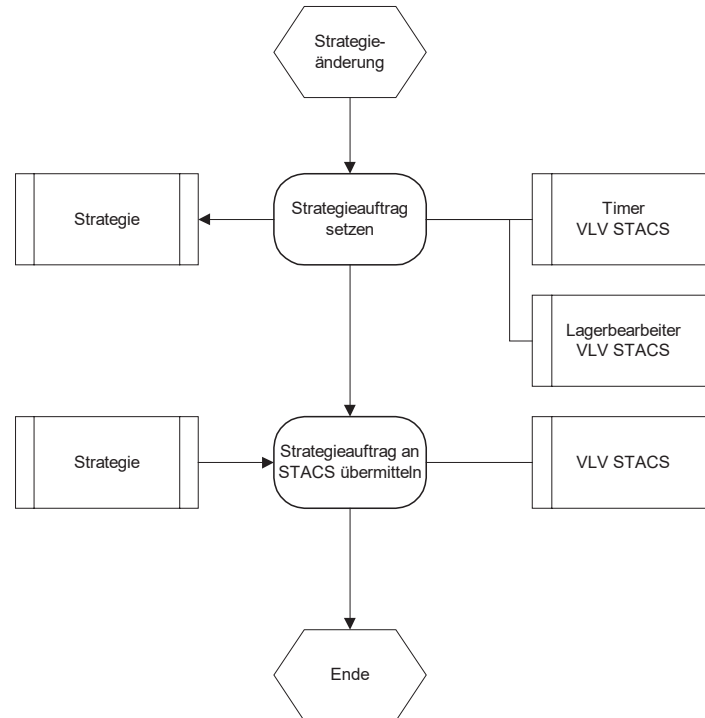 Strategie-
änderung
Strategie
Strategieauftrag
setzen
Timer
VLV STACS
Lagerbearbeiter
VLV STACS
Strategie
Strategieauftrag an
STACS übermitteln
VLV STACS
Ende